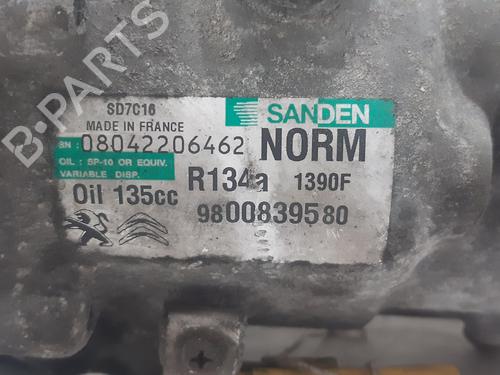 B-PARTS
SD7C16
MADE IN FRANCE
SANDEN
SN : 08042206462
NORM
OIL : SP-10 OR EQUIV.
VARIABLE DISP.
R134a 1390F
Oil 135cc
9800839580